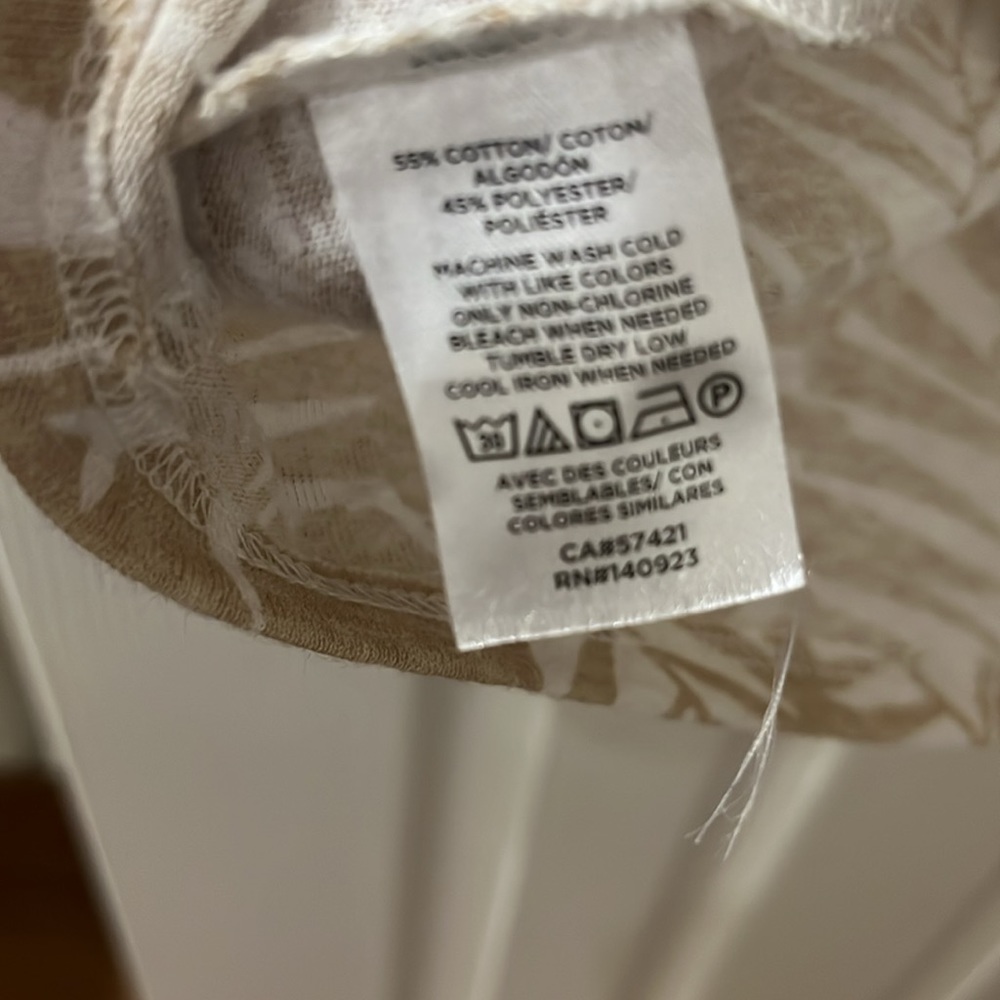 55% COTTON/ COTON/
ALGODÓN
45% POLYESTER/
POLIÉSTER
MACHINE WASH COLD
WITH LIKE COLORS
ONLY NON-CHLORINE
BLEACH WHEN NEEDED
TUMBLE DRY LOW
COOL IRON WHEN NEEDED
30 P
AVEC DES COULEURS
SEMBLABLES/ CON
COLORES SIMILARES
CA#57421
RN#140923